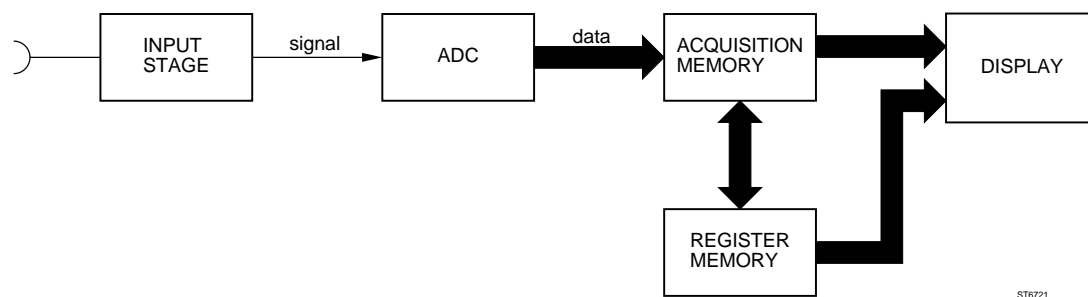 INPUT
STAGE
signal
ADC
data
ACQUISITION
MEMORY
DISPLAY
REGISTER
MEMORY
ST6721